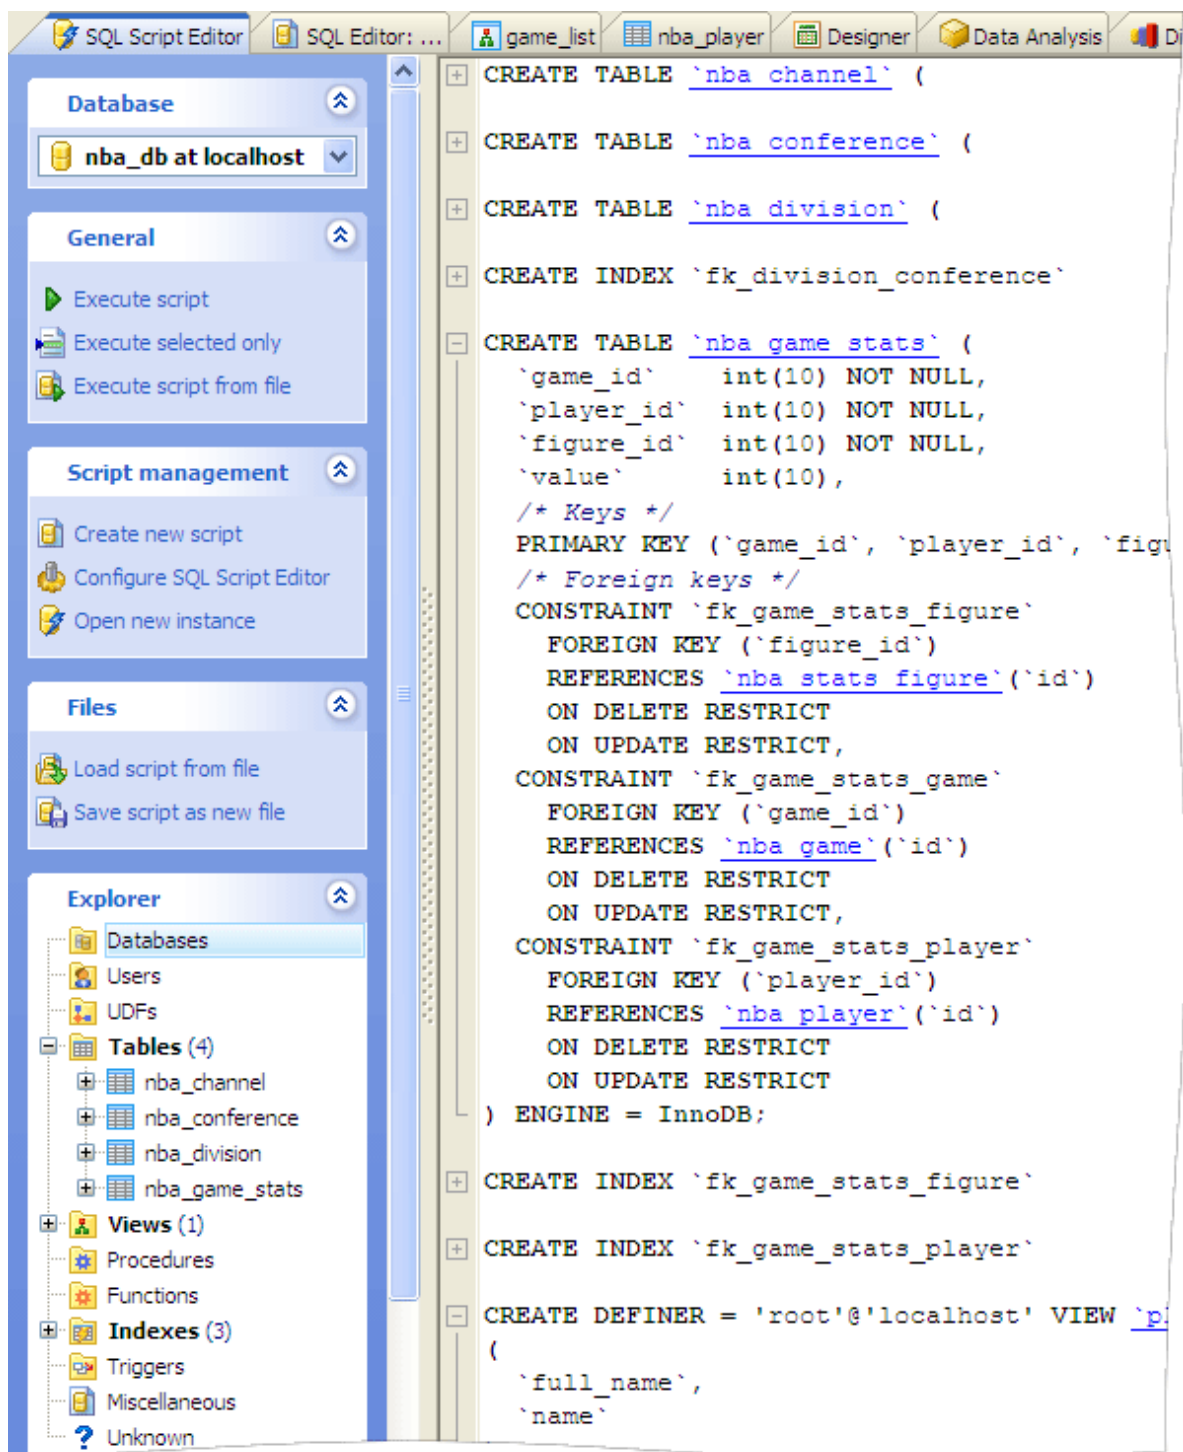 SQL Script Editor
SQL Editor: ...
game_list
nba_player
Designer
Data Analysis
Di
Database
nba_db at localhost
General
Execute script
Execute selected only
Execute script from file
Script management
Create new script
Configure SQL Script Editor
Open new instance
Files
Load script from file
Save script as new file
Explorer
Databases
Users
UDFs
Tables (4)
nba_channel
nba_conference
nba_division
nba_game_stats
Views (1)
Procedures
Functions
Indexes (3)
Triggers
Miscellaneous
Unknown
CREATE TABLE `nba_channel` (
CREATE TABLE `nba_conference` (
CREATE TABLE `nba_division` (
CREATE INDEX `fk_division_conference`
CREATE TABLE `nba_game_stats` (
`game_id` int(10) NOT NULL,
`player_id` int(10) NOT NULL,
`figure_id` int(10) NOT NULL,
`value` int(10),
/* Keys */
PRIMARY KEY (`game_id`, `player_id`, `figu
/* Foreign keys */
CONSTRAINT `fk_game_stats_figure`
FOREIGN KEY (`figure_id`)
REFERENCES `nba_stats_figure`(`id`)
ON DELETE RESTRICT
ON UPDATE RESTRICT,
CONSTRAINT `fk_game_stats_game`
FOREIGN KEY (`game_id`)
REFERENCES `nba_game`(`id`)
ON DELETE RESTRICT
ON UPDATE RESTRICT,
CONSTRAINT `fk_game_stats_player`
FOREIGN KEY (`player_id`)
REFERENCES `nba_player`(`id`)
ON DELETE RESTRICT
ON UPDATE RESTRICT
) ENGINE = InnoDB;
CREATE INDEX `fk_game_stats_figure`
CREATE INDEX `fk_game_stats_player`
CREATE DEFINER = 'root'@'localhost' VIEW `pl
(
`full_name`,
`name`